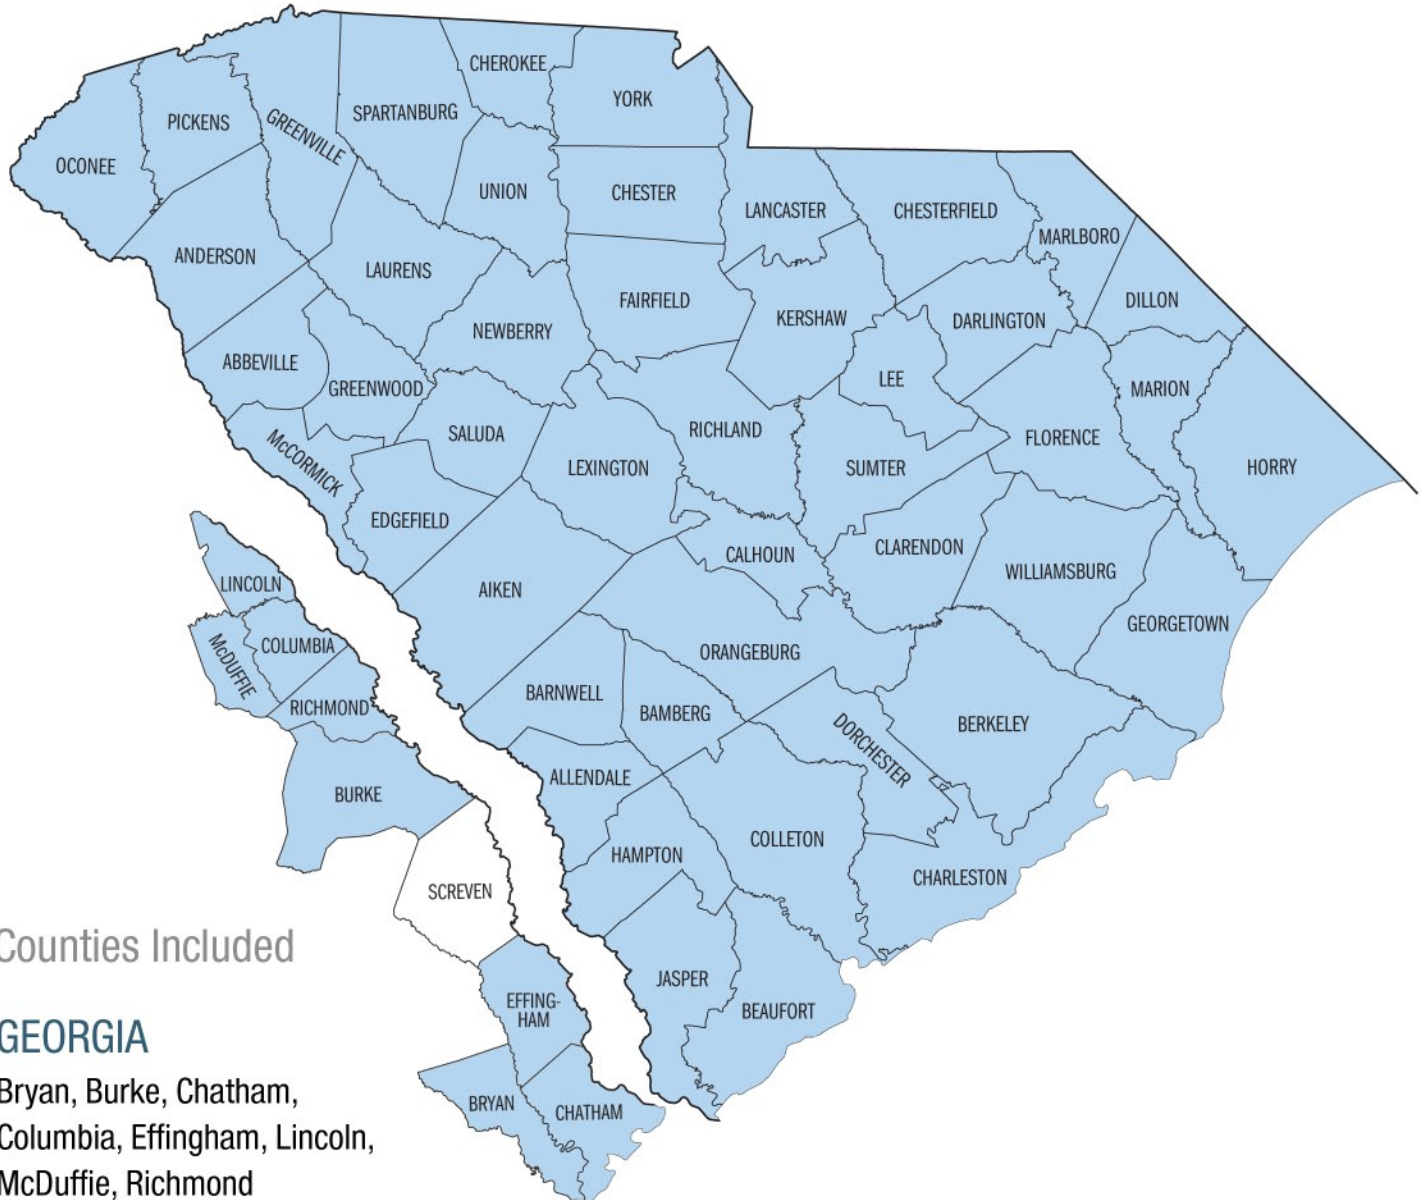 CHEROKEE
YORK
SPARTANBURG
PICKENS
GREENVILLE
OCONEE
UNION
CHESTER
LANCASTER
CHESTERFIELD
MARLBORO
ANDERSON
LAURENS
FAIRFIELD
DILLON
KERSHAW
DARLINGTON
NEWBERRY
ABBEVILLE
LEE
GREENWOOD
MARION
RICHLAND
SALUDA
FLORENCE
McCORMICK
LEXINGTON
SUMTER
HORRY
EDGEFIELD
CALHOUN
CLARENDON
WILLIAMSBURG
LINCOLN
AIKEN
GEORGETOWN
COLUMBIA
McDUFFIE
ORANGEBURG
BARNWELL
RICHMOND
BAMBERG
BERKELEY
DORCHESTER
ALLENDALE
BURKE
COLLETON
HAMPTON
CHARLESTON
SCREVEN
Counties Included
JASPER
EFFING-
HAM
BEAUFORT
GEORGIA
Bryan, Burke, Chatham,
BRYAN
CHATHAM
Columbia, Effingham, Lincoln,
McDuffie, Richmond